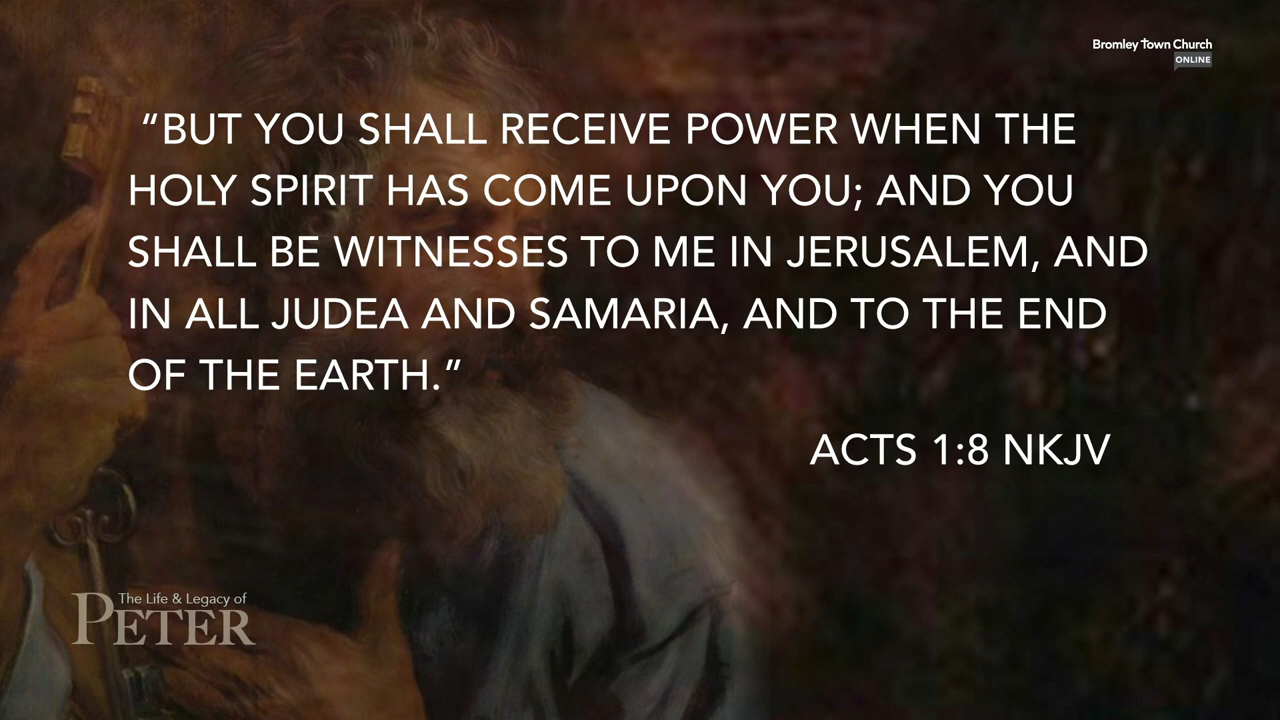 Bromley Town Church
ONLINE
“BUT YOU SHALL RECEIVE POWER WHEN THE
HOLY SPIRIT HAS COME UPON YOU; AND YOU
SHALL BE WITNESSES TO ME IN JERUSALEM, AND
IN ALL JUDEA AND SAMARIA, AND TO THE END
OF THE EARTH.”
ACTS 1:8 NKJV
The Life & Legacy of
PETER